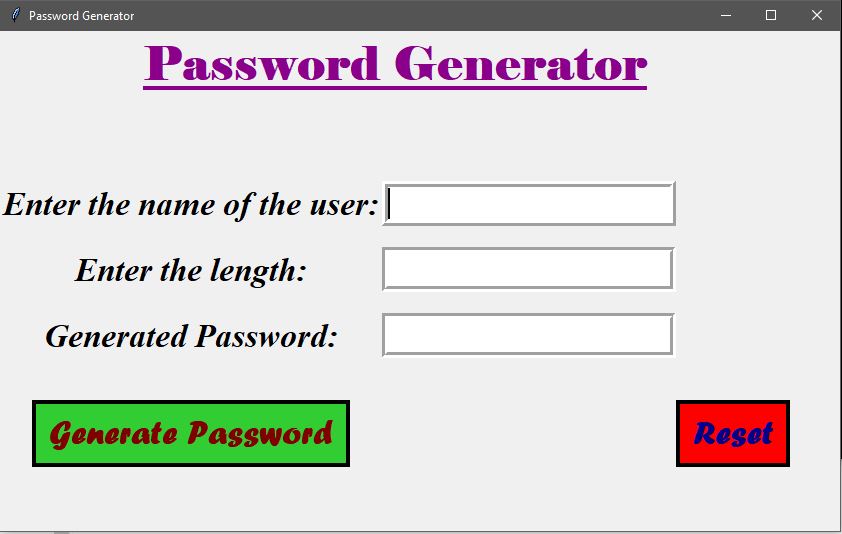 Password Generator
Password Generator
Enter the name of the user:
Enter the length:
Generated Password:
Generate Password
Reset